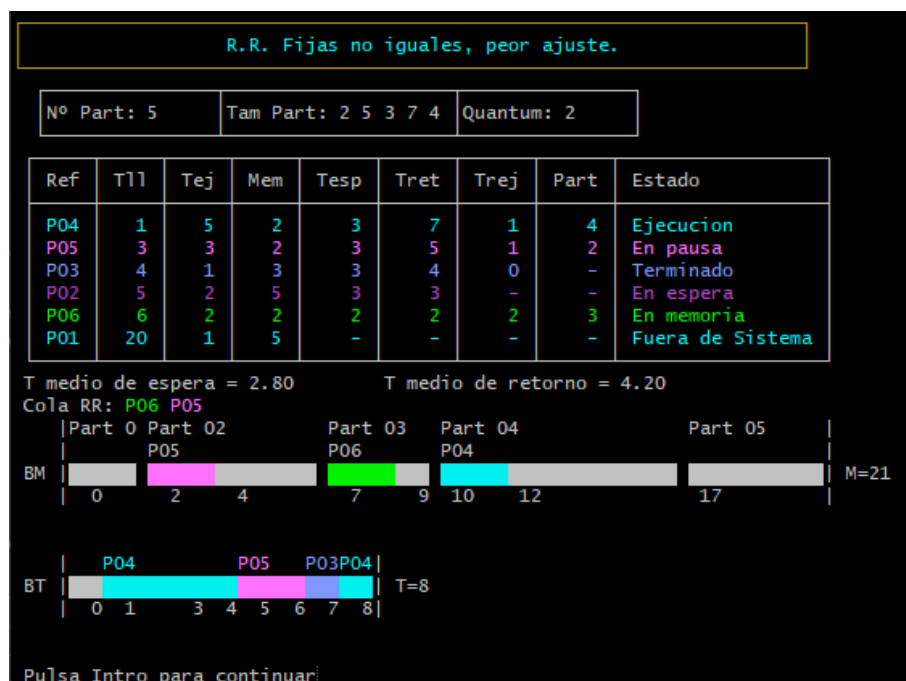 R.R. Fijas no iguales, peor ajuste.
Nº Part: 5 Tam Part: 2 5 3 7 4 Quantum: 2
Ref Tll Tej Mem Tesp Tret Trej Part Estado
P04 1 5 2 3 7 1 4 Ejecucion
P05 3 3 2 3 5 1 2 En pausa
P03 4 1 3 3 4 0 - Terminado
P02 5 2 5 3 3 - - En espera
P06 6 2 2 2 2 2 3 En memoria
P01 20 1 5 - - - - Fuera de Sistema
T medio de espera = 2.80 T medio de retorno = 4.20
Cola RR: P06 P05
|Part 0 Part 02 Part 03 Part 04 Part 05 |
| P05 P06 P04 |
BM | | M=21
| 0 2 4 7 9 10 12 17 |
| P04 P05 P03P04|
BT | | T=8
| 0 1 3 4 5 6 7 8|
Pulsa Intro para continuar